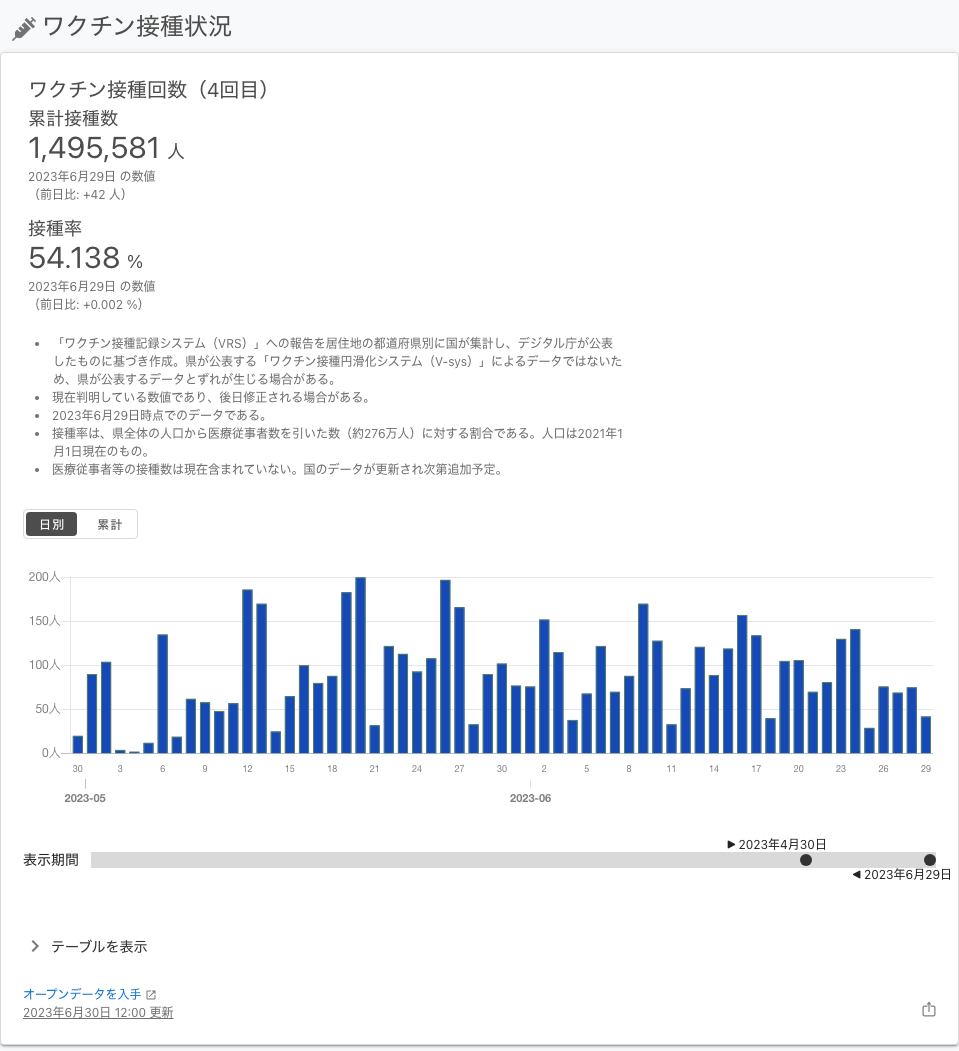 ワクチン接種状況
ワクチン接種回数（4回目）
累計接種数
1,495,581 人
2023年6月29日 の数値
（前日比: +42 人）
接種率
54.138 %
2023年6月29日 の数値
（前日比: +0.002 %）
• 「ワクチン接種記録システム（VRS）」への報告を居住地の都道府県別に国が集計し、デジタル庁が公表
したものに基づき作成。県が公表する「ワクチン接種円滑化システム（V-sys）」によるデータではないた
め、県が公表するデータとずれが生じる場合がある。
• 現在判明している数値であり、後日修正される場合がある。
• 2023年6月29日時点でのデータである。
• 接種率は、県全体の人口から医療従事者数を引いた数（約276万人）に対する割合である。人口は2021年1
月1日現在のもの。
• 医療従事者等の接種数は現在含まれていない。国のデータが更新され次第追加予定。
日別 累計
200人
150人
100人
50人
0人
30 3 6 9 12 15 18 21 24 27 30 2 5 8 11 14 17 20 23 26 29
2023-05 2023-06
▶ 2023年4月30日
表示期間
◀ 2023年6月29日
テーブルを表示
オープンデータを入手
2023年6月30日 12:00 更新